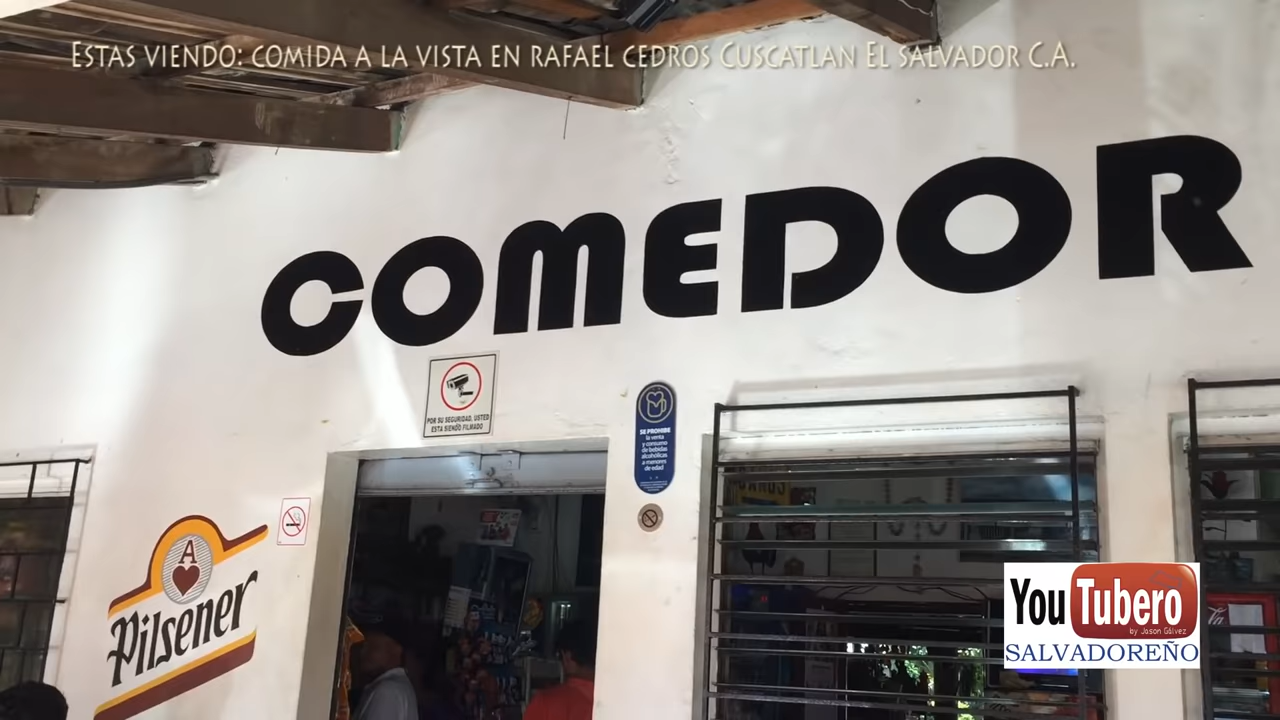 ESTAS VIENDO: COMIDA A LA VISTA EN RAFAEL CEDROS CUSCATLAN EL SALVADOR C.A.
COMEDOR
POR SU SEGURIDAD, USTED
ESTA SIENDO FILMADO
SE PROHIBE
la venta
y consumo
de bebidas
alcohólicas
a menores
de edad
A
Pilsener
YouTubero
by Jason Gálvez
SALVADOREÑO